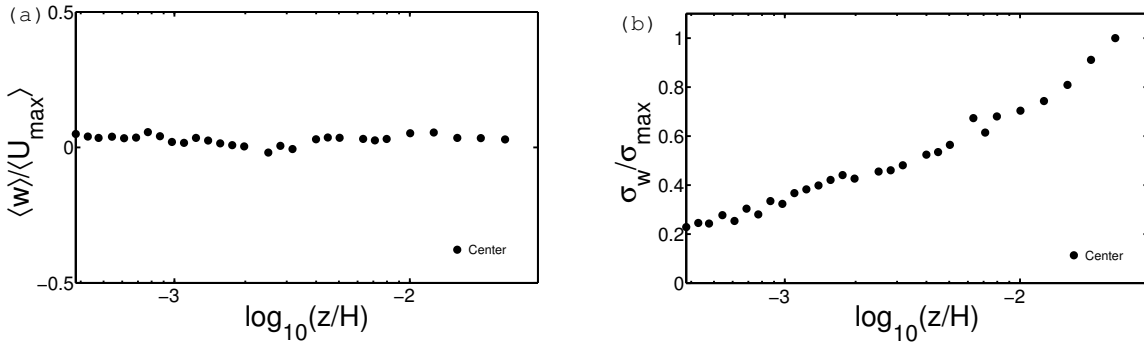 (a)
0.5
0
−0.5
⟨w⟩/⟨U_max⟩
−3
−2
log_10(z/H)
Center
(b)
1
0.8
0.6
0.4
0.2
0
σ_w/σ_max
−3
−2
log_10(z/H)
Center